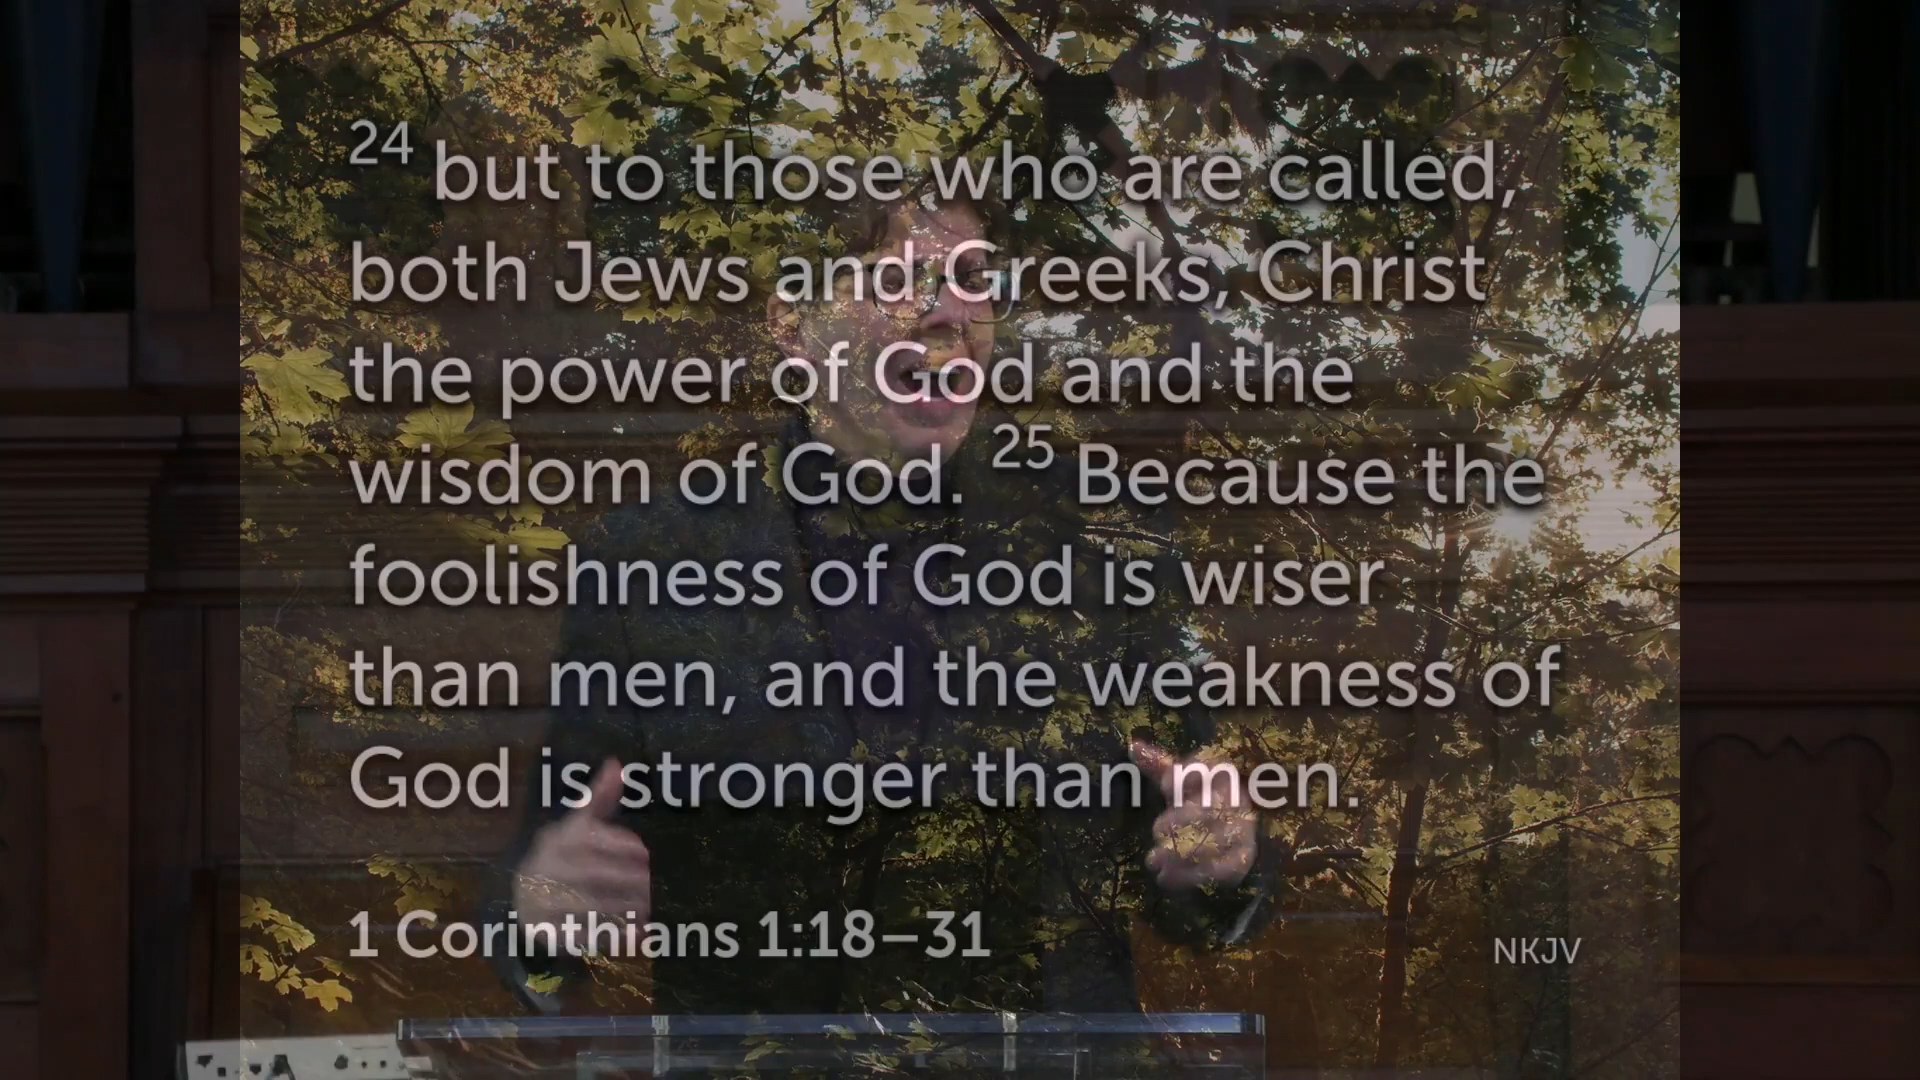 24 but to those who are called,
both Jews and Greeks, Christ
the power of God and the
wisdom of God. 25 Because the
foolishness of God is wiser
than men, and the weakness of
God is stronger than men.
1 Corinthians 1:18–31
NKJV